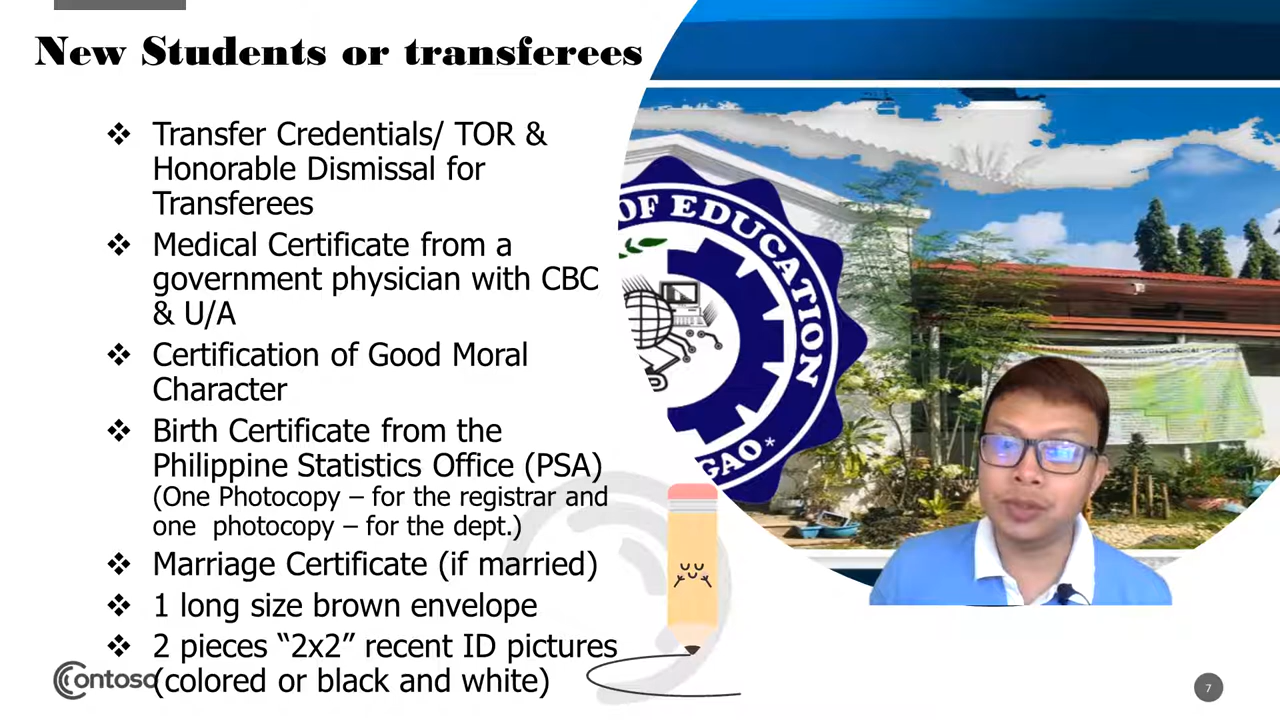 New Students or transferees
❖ Transfer Credentials/ TOR &
Honorable Dismissal for
Transferees
❖ Medical Certificate from a
government physician with CBC
& U/A
❖ Certification of Good Moral
Character
❖ Birth Certificate from the
Philippine Statistics Office (PSA)
(One Photocopy – for the registrar and
one photocopy – for the dept.)
❖ Marriage Certificate (if married)
❖ 1 long size brown envelope
❖ 2 pieces “2x2” recent ID pictures
(colored or black and white)
Contoso
OF EDUCATION
GAO*
7